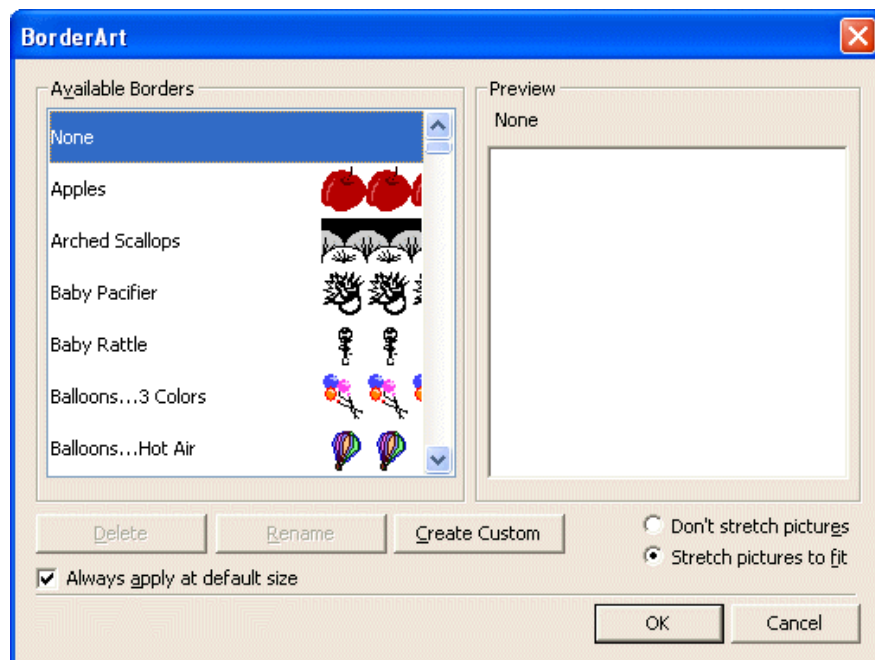 BorderArt
Available Borders
None
Apples
Arched Scallops
Baby Pacifier
Baby Rattle
Balloons...3 Colors
Balloons...Hot Air
Preview
None
Delete
Rename
Create Custom
Don't stretch pictures
Stretch pictures to fit
Always apply at default size
OK
Cancel